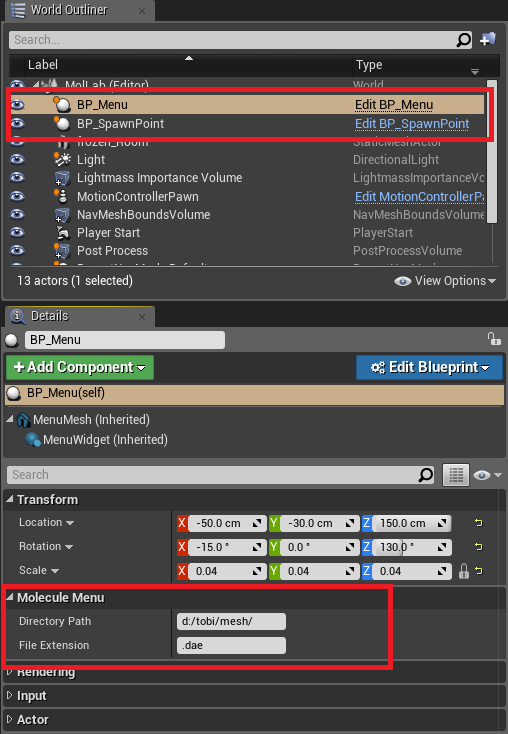 World Outliner
Search...
Label Type
MolLab (Editor) World
BP_Menu Edit BP_Menu
BP_SpawnPoint Edit BP_SpawnPoint
frozen_Room StaticMeshActor
Light DirectionalLight
Lightmass Importance Volume LightmassImportanceV
MotionControllerPawn Edit MotionControllerPa
NavMeshBoundsVolume NavMeshBoundsVolum
Player Start PlayerStart
Post Process PostProcessVolume
13 actors (1 selected) View Options
Details
BP_Menu
+ Add Component Edit Blueprint
BP_Menu(self)
MenuMesh (Inherited)
MenuWidget (Inherited)
Search
Transform
Location X -50.0 cm Y -30.0 cm Z 150.0 cm
Rotation X -15.0 ° Y 0.0 ° Z 130.0 °
Scale X 0.04 Y 0.04 Z 0.04
Molecule Menu
Directory Path d:/tobi/mesh/
File Extension .dae
Rendering
Input
Actor